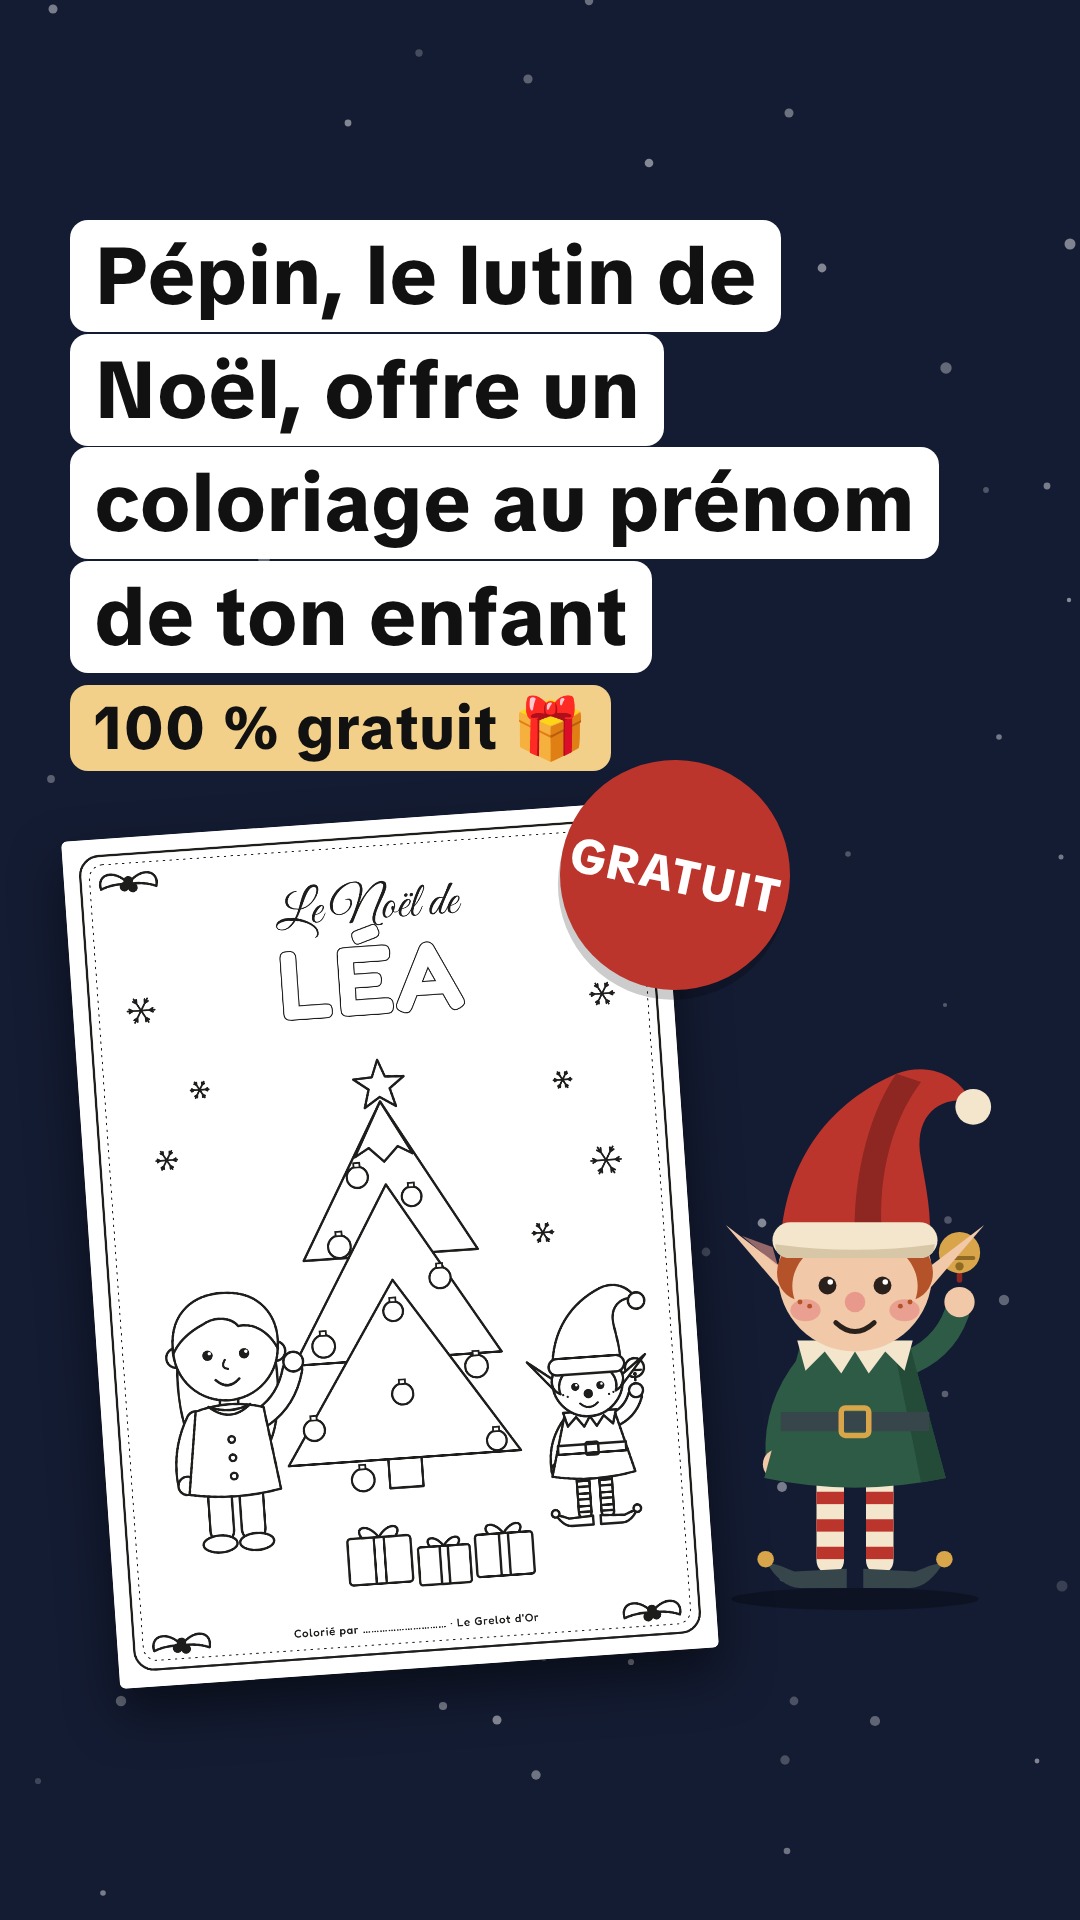 Pépin, le lutin de
Noël, offre un
coloriage au prénom
de ton enfant
100 % gratuit 🎁
GRATUIT
Le Noël de
LÉA
Colorié par .............................. · Le Grelot d'Or